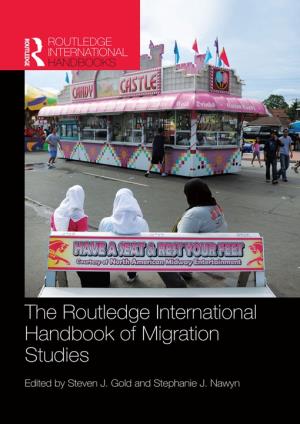 ROUTLEDGE
INTERNATIONAL
HANDBOOKS
CANDY CASTLE
HAVE A SEAT & REST YOUR FEET
Courtesy of North American Midway Entertainment
The Routledge International
Handbook of Migration
Studies
Edited by Steven J. Gold and Stephanie J. Nawyn